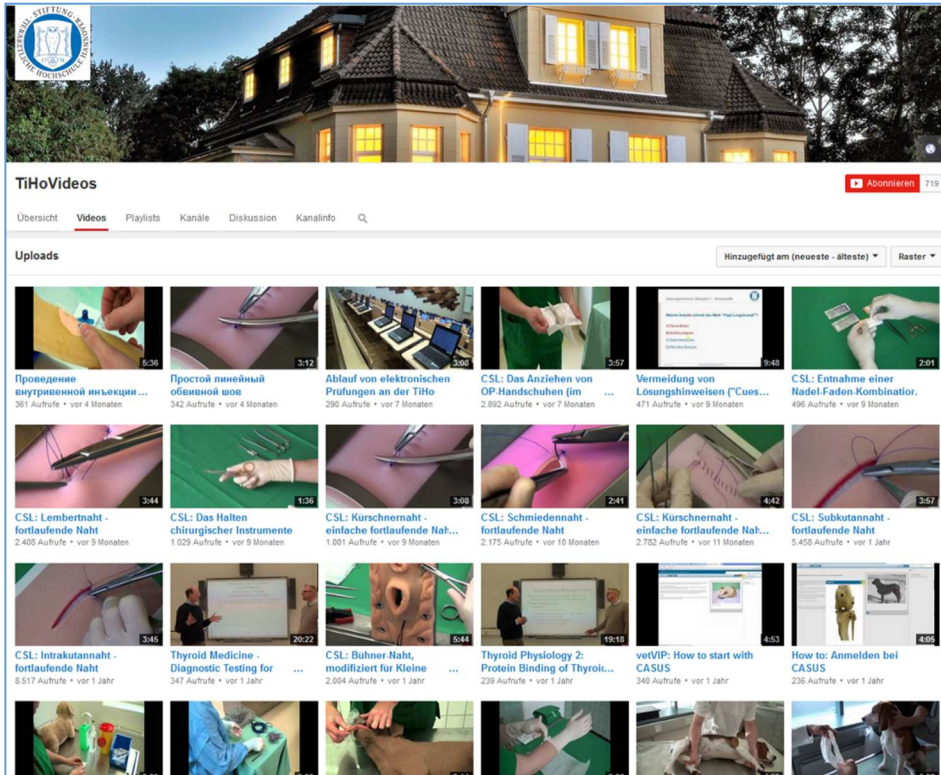 STIFTUNG
TIERÄRZTLICHE HOCHSCHULE HANNOVER
TiHoVideos
Abonnieren 719
Übersicht Videos Playlists Kanäle Diskussion Kanalinfo
Uploads
Hinzugefügt am (neueste - älteste) Raster
5:36 3:12 3:08 3:57 9:48 2:01
Проведение
внутривенной инъекции ...
361 Aufrufe • vor 4 Monaten
Простой линейный
обвивной шов
342 Aufrufe • vor 4 Monaten
Ablauf von elektronischen
Prüfungen an der TiHo
290 Aufrufe • vor 7 Monaten
CSL: Das Anziehen von
OP-Handschuhen (im ...
2.892 Aufrufe • vor 7 Monaten
Vermeidung von
Lösungshinweisen ("Cues...
471 Aufrufe • vor 9 Monaten
CSL: Entnahme einer
Nadel-Faden-Kombination.
496 Aufrufe • vor 9 Monaten
3:44 1:36 3:08 2:41 4:42 3:57
CSL: Lembertnaht -
fortlaufende Naht
2.408 Aufrufe • vor 9 Monaten
CSL: Das Halten
chirurgischer Instrumente
1.029 Aufrufe • vor 9 Monaten
CSL: Kürschnernaht -
einfache fortlaufende Nah...
1.001 Aufrufe • vor 9 Monaten
CSL: Schmiedennaht -
fortlaufende Naht
2.175 Aufrufe • vor 10 Monaten
CSL: Kürschnernaht -
einfache fortlaufende Nah...
2.782 Aufrufe • vor 11 Monaten
CSL: Subkutannaht -
fortlaufende Naht
5.458 Aufrufe • vor 1 Jahr
3:45 20:22 5:44 19:18 4:53 4:05
CSL: Intrakutannaht -
fortlaufende Naht
8.517 Aufrufe • vor 1 Jahr
Thyroid Medicine -
Diagnostic Testing for ...
347 Aufrufe • vor 1 Jahr
CSL: Bühner-Naht,
modifiziert für Kleine ...
2.004 Aufrufe • vor 1 Jahr
Thyroid Physiology 2:
Protein Binding of Thyroi...
239 Aufrufe • vor 1 Jahr
vetVIP: How to start with
CASUS
340 Aufrufe • vor 1 Jahr
How to: Anmelden bei
CASUS
236 Aufrufe • vor 1 Jahr